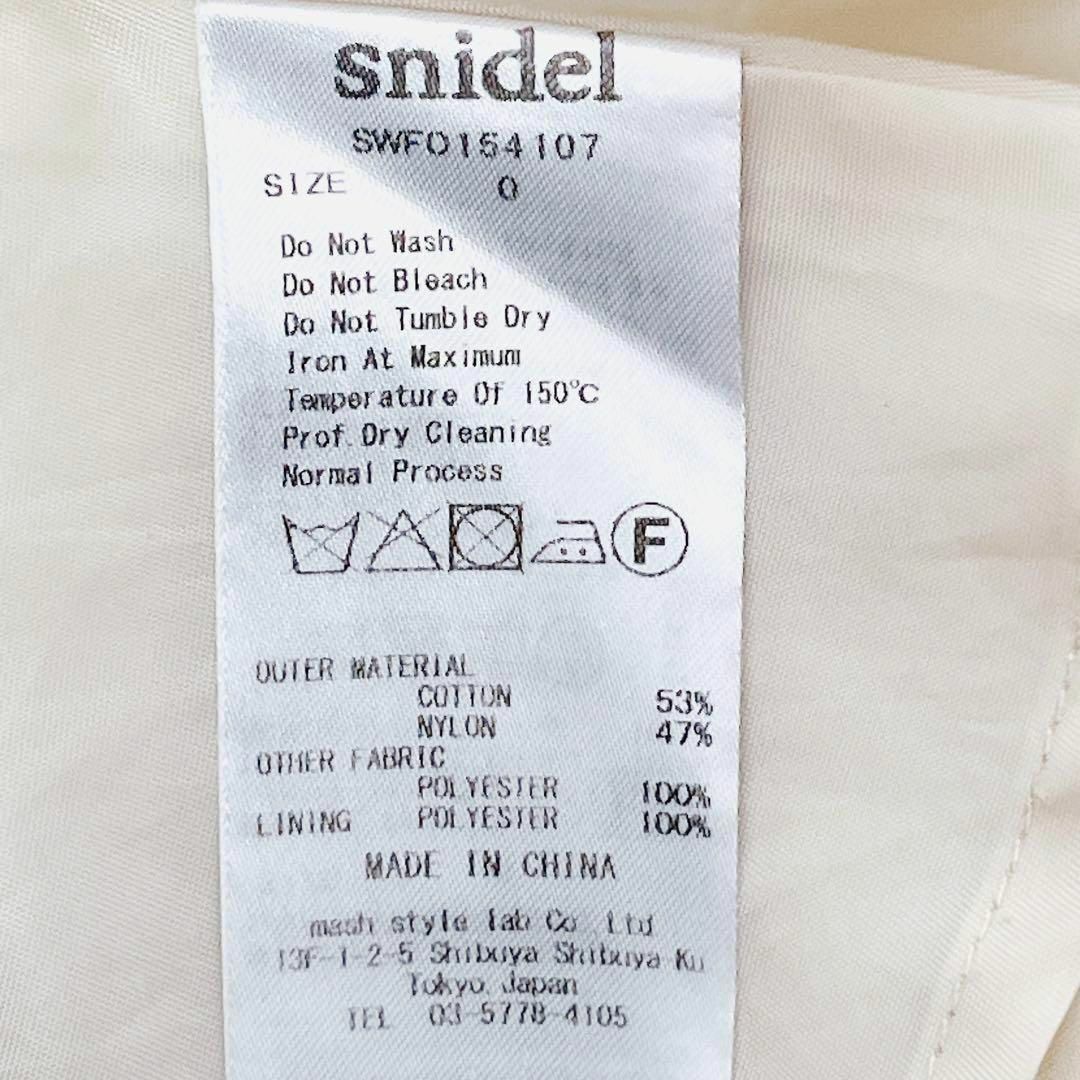 snidel
SWFO154107
SIZE 0
Do Not Wash
Do Not Bleach
Do Not Tumble Dry
Iron At Maximum
Temperature Of 150℃
Prof.Dry Cleaning
Normal Process
F
OUTER MATERIAL
COTTON 53%
NYLON 47%
OTHER FABRIC
POLYESTER 100%
LINING POLYESTER 100%
MADE IN CHINA
mash style lab Co.,Ltd
13F-1-2-5 Shibuya Shibuya-Ku
Tokyo.Japan
TEL 03-5778-4105